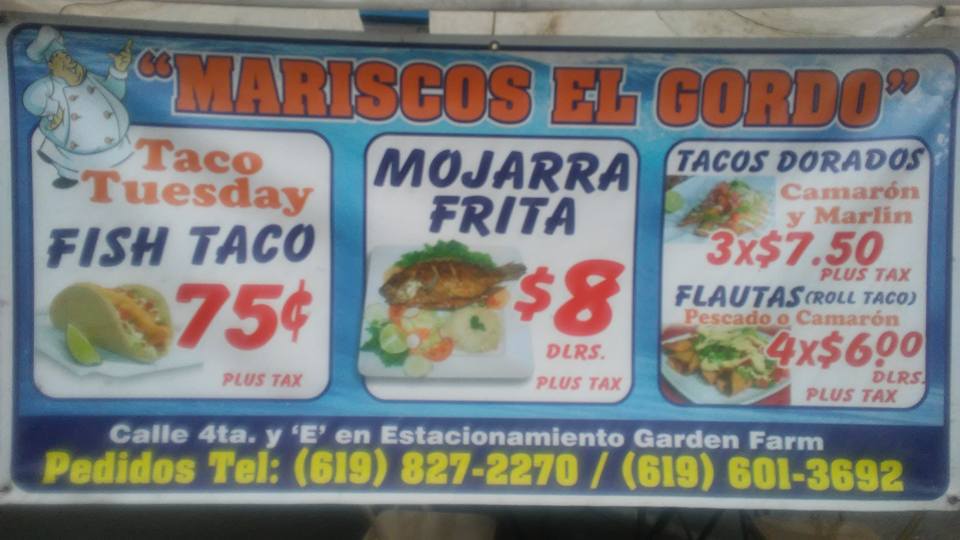 “MARISCOS EL GORDO”
Taco
Tuesday
FISH TACO
75¢
PLUS TAX
MOJARRA
FRITA
$8
DLRS.
PLUS TAX
TACOS DORADOS
Camarón
y Marlin
3x$7.50
PLUS TAX
FLAUTAS (ROLL TACO)
Pescado o Camarón
4x$6.00
DLRS.
PLUS TAX
Calle 4ta. y ‘E’ en Estacionamiento Garden Farm
Pedidos Tel: (619) 827-2270 / (619) 601-3692